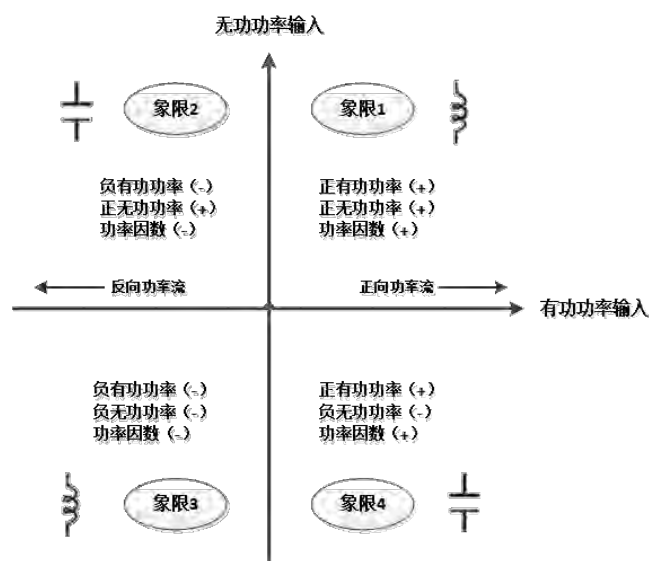 无功功率输入
象限2
象限1
负有功功率（-）
正无功功率（+）
功率因数（-）
正有功功率（+）
正无功功率（+）
功率因数（+）
反向功率流
正向功率流
有功功率输入
负有功功率（-）
负无功功率（-）
功率因数（-）
正有功功率（+）
负无功功率（-）
功率因数（+）
象限3
象限4